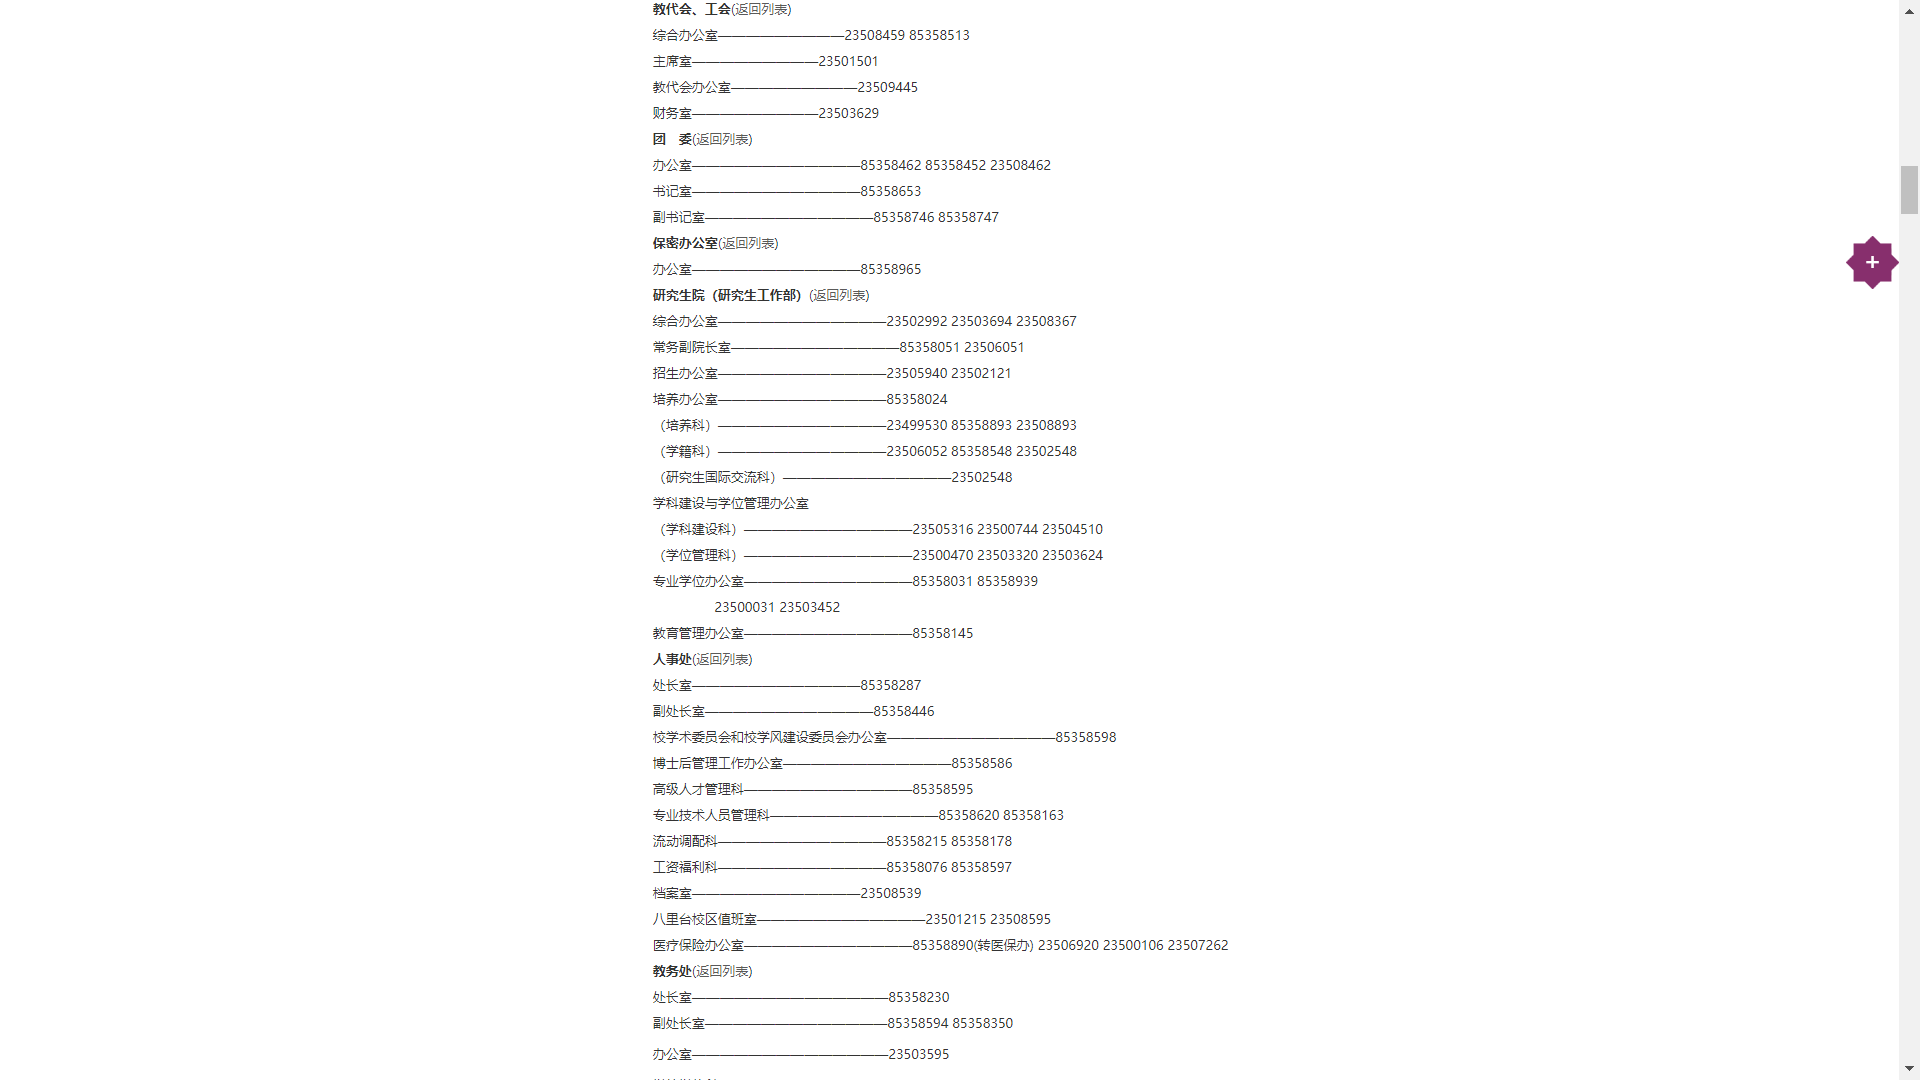 教代会、工会(返回列表)
综合办公室—————————23508459 85358513
主席室—————————23501501
教代会办公室—————————23509445
财务室—————————23503629
团　委(返回列表)
办公室————————————85358462 85358452 23508462
书记室————————————85358653
副书记室————————————85358746 85358747
保密办公室(返回列表)
办公室————————————85358965
研究生院（研究生工作部）(返回列表)
综合办公室————————————23502992 23503694 23508367
常务副院长室————————————85358051 23506051
招生办公室————————————23505940 23502121
培养办公室————————————85358024
（培养科）————————————23499530 85358893 23508893
（学籍科）————————————23506052 85358548 23502548
（研究生国际交流科）————————————23502548
学科建设与学位管理办公室
（学科建设科）————————————23505316 23500744 23504510
（学位管理科）————————————23500470 23503320 23503624
专业学位办公室————————————85358031 85358939
23500031 23503452
教育管理办公室————————————85358145
人事处(返回列表)
处长室————————————85358287
副处长室————————————85358446
校学术委员会和校学风建设委员会办公室————————————85358598
博士后管理工作办公室————————————85358586
高级人才管理科————————————85358595
专业技术人员管理科————————————85358620 85358163
流动调配科————————————85358215 85358178
工资福利科————————————85358076 85358597
档案室————————————23508539
八里台校区值班室————————————23501215 23508595
医疗保险办公室————————————85358890(转医保办) 23506920 23500106 23507262
教务处(返回列表)
处长室——————————————85358230
副处长室—————————————85358594 85358350
办公室——————————————23503595